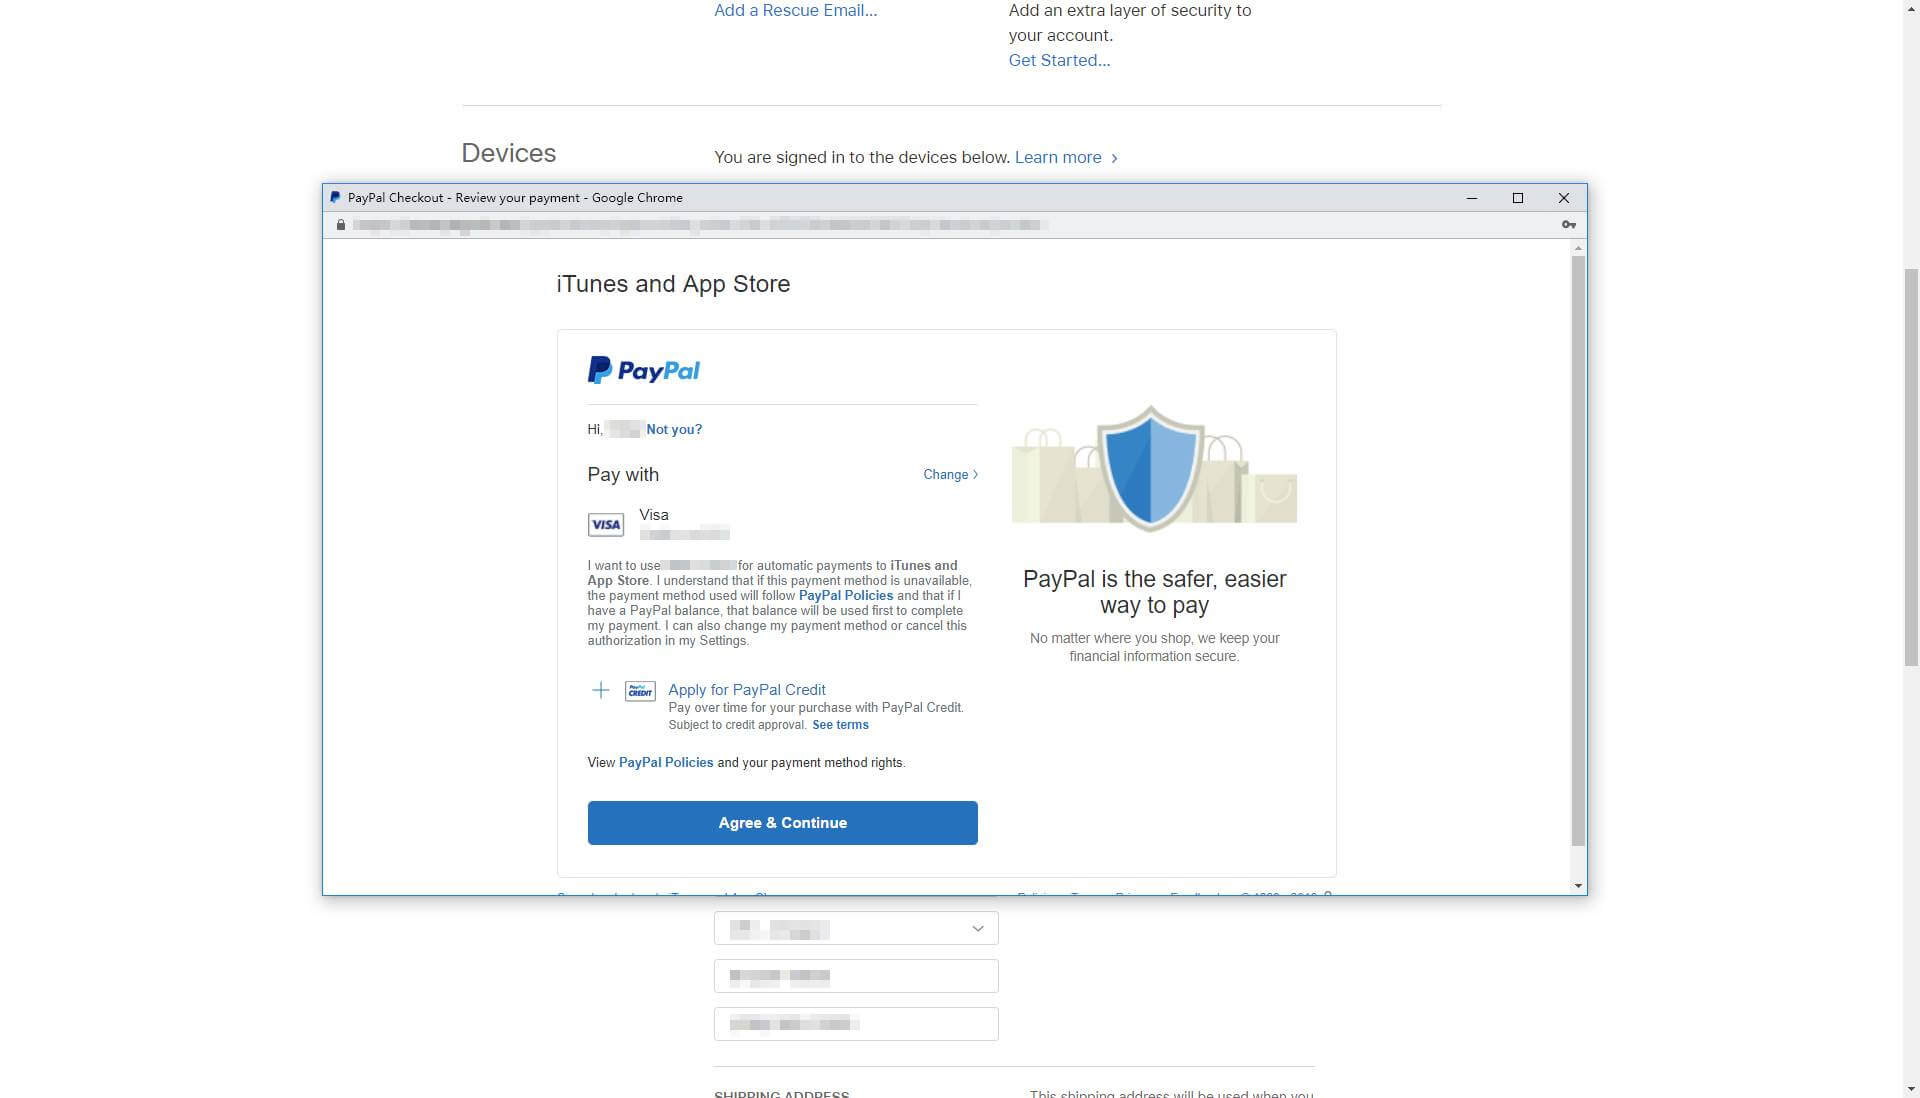 Add a Rescue Email...
Add an extra layer of security to
your account.
Get Started...
Devices
You are signed in to the devices below. Learn more >
PayPal Checkout - Review your payment - Google Chrome
iTunes and App Store
PayPal
Hi, Not you?
Pay with
Change >
VISA
Visa
I want to use for automatic payments to iTunes and
App Store. I understand that if this payment method is unavailable,
the payment method used will follow PayPal Policies and that if I
have a PayPal balance, that balance will be used first to complete
my payment. I can also change my payment method or cancel this
authorization in my Settings.
PayPal CREDIT
Apply for PayPal Credit
Pay over time for your purchase with PayPal Credit.
Subject to credit approval. See terms
View PayPal Policies and your payment method rights.
Agree & Continue
PayPal is the safer, easier
way to pay
No matter where you shop, we keep your
financial information secure.
SHIPPING ADDRESS
This shipping address will be used when you